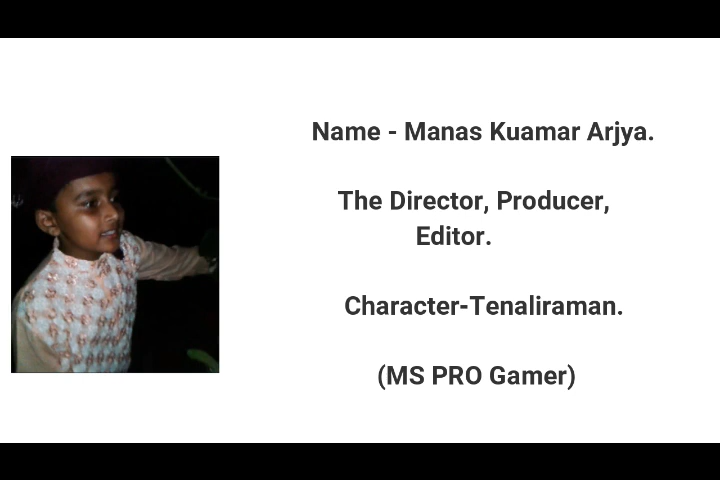 Name - Manas Kuamar Arjya.
The Director, Producer,
Editor.
Character-Tenaliraman.
(MS PRO Gamer)